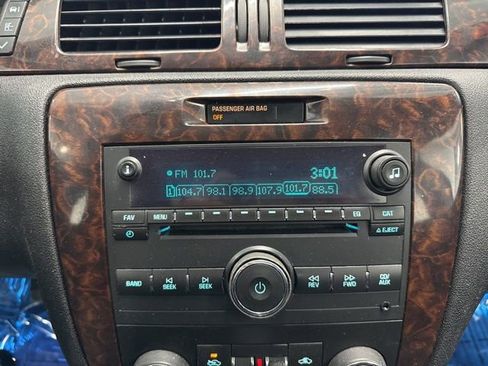 PASSENGER AIR BAG
OFF
FM 101.7 3:01
1 104.7 98.1 98.9 107.9 101.7 88.5
FAV MENU EQ CAT
EJECT
BAND SEEK SEEK REV FWD CD/
AUX